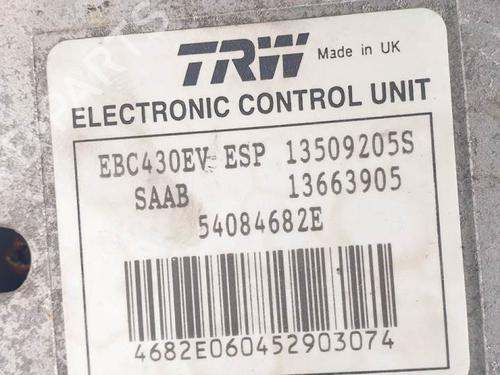 TRW Made in UK
ELECTRONIC CONTROL UNIT
EBC430EV ESP 13509205S
SAAB 13663905
54084682E
4682E060452903074